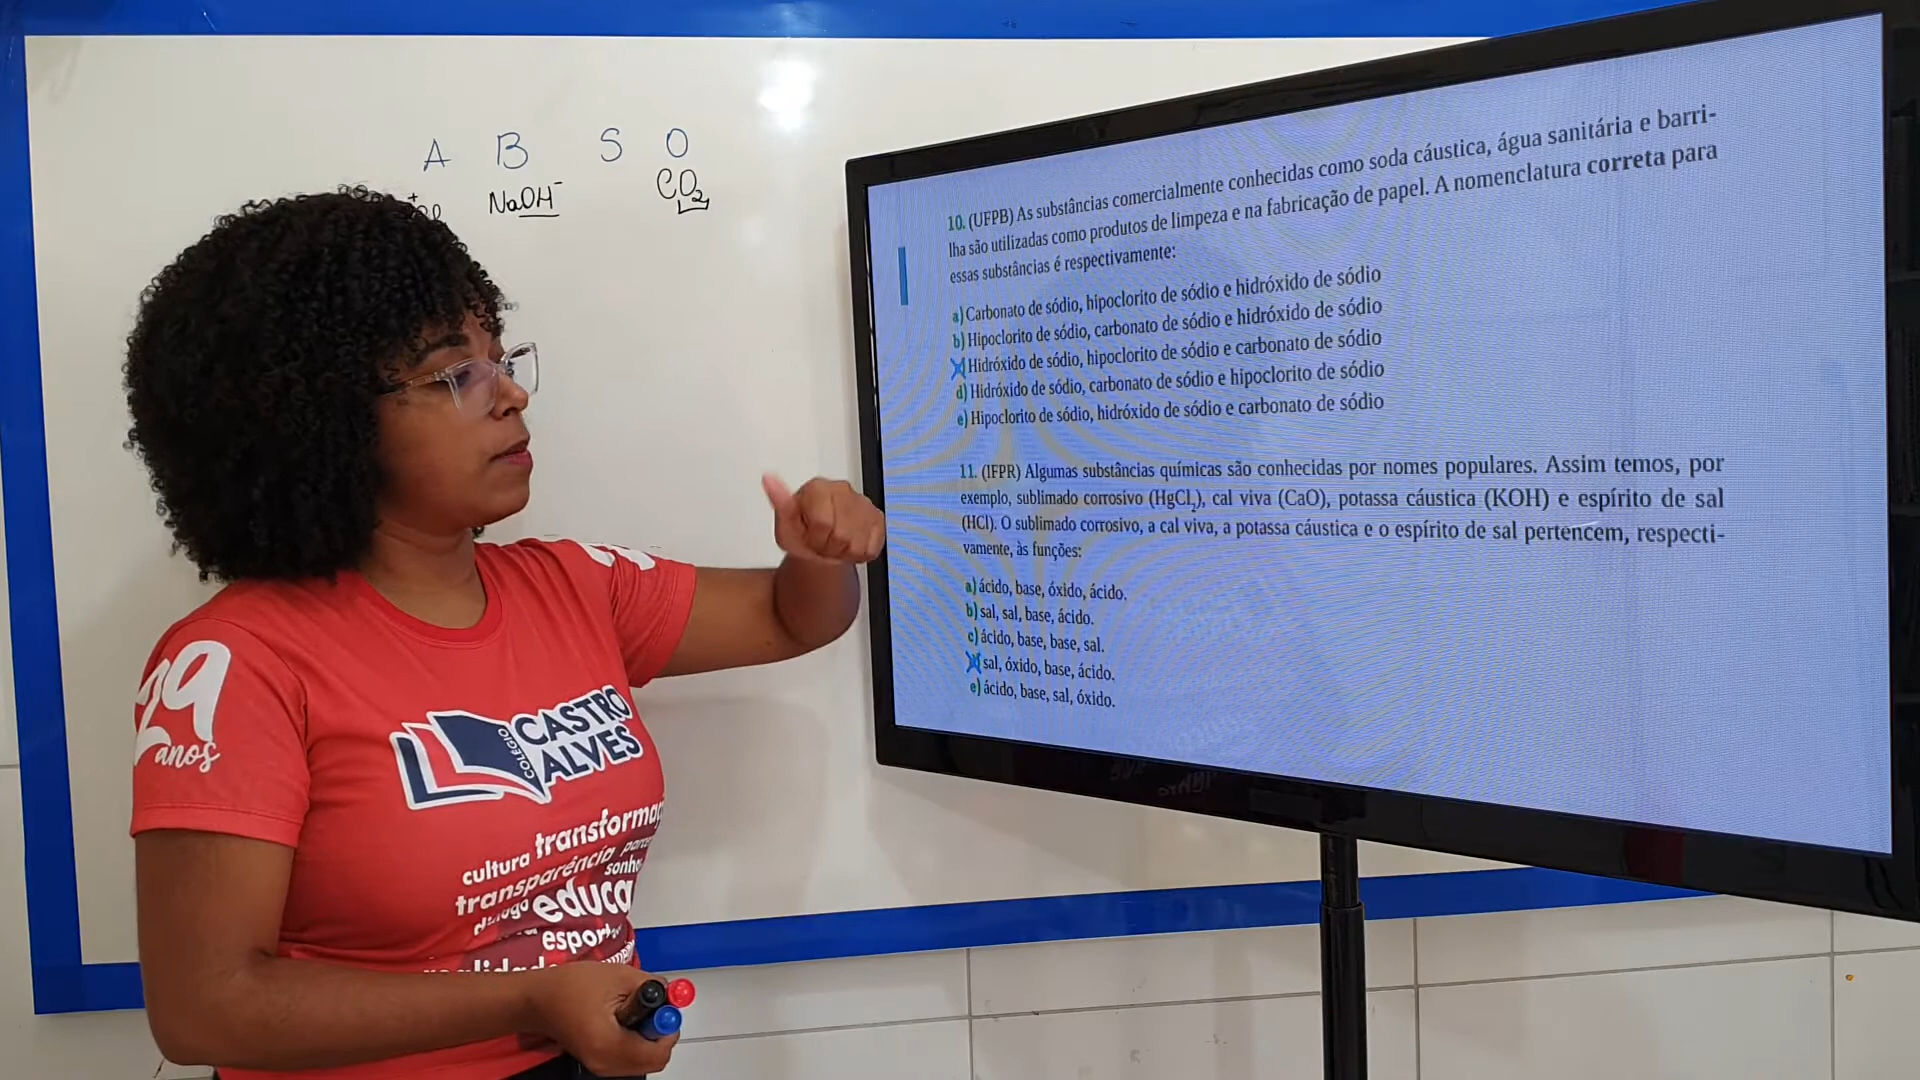 A B S O
NaOH⁻
CO₂
10. (UFPB) As substâncias comercialmente conhecidas como soda cáustica, água sanitária e barri-
lha são utilizadas como produtos de limpeza e na fabricação de papel. A nomenclatura correta para
essas substâncias é respectivamente:
a) Carbonato de sódio, hipoclorito de sódio e hidróxido de sódio
b) Hipoclorito de sódio, carbonato de sódio e hidróxido de sódio
Hidróxido de sódio, hipoclorito de sódio e carbonato de sódio
d) Hidróxido de sódio, carbonato de sódio e hipoclorito de sódio
e) Hipoclorito de sódio, hidróxido de sódio e carbonato de sódio
11. (IFPR) Algumas substâncias químicas são conhecidas por nomes populares. Assim temos, por
exemplo, sublimado corrosivo (HgCl₂), cal viva (CaO), potassa cáustica (KOH) e espírito de sal
(HCl). O sublimado corrosivo, a cal viva, a potassa cáustica e o espírito de sal pertencem, respecti-
vamente, às funções:
a) ácido, base, óxido, ácido.
b) sal, sal, base, ácido.
c) ácido, base, base, sal.
sal, óxido, base, ácido.
e) ácido, base, sal, óxido.
29
anos
COLÉGIO
CASTRO
ALVES
cultura transforma
transparência
educa